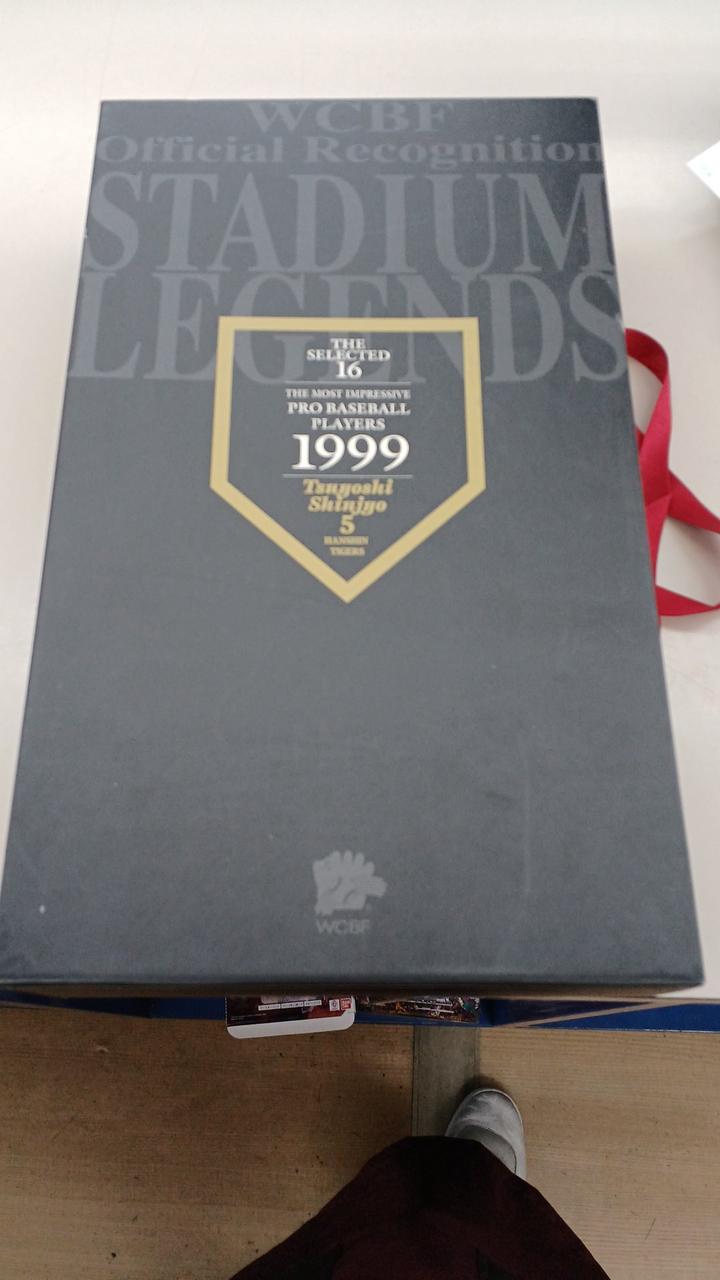 WCBF
Official Recognition
STADIUM
LEGENDS
THE
SELECTED
16
THE MOST IMPRESSIVE
PRO BASEBALL
PLAYERS
1999
Tsuyoshi
Shinjyo
5
HANSHIN
TIGERS
WCBF